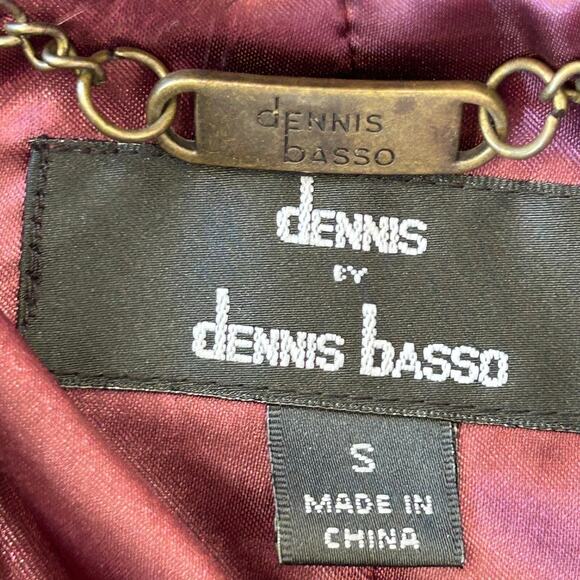 dENNIS
basso
dENNIS
BY
dENNIS basso
S
MADE IN
CHINA